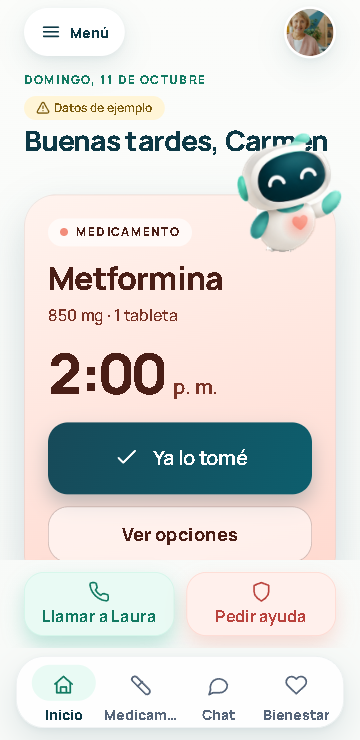 Menú
DOMINGO, 11 DE OCTUBRE
Datos de ejemplo
Buenas tardes, Carmen
MEDICAMENTO
Metformina
850 mg · 1 tableta
2:00 p. m.
Ya lo tomé
Ver opciones
Llamar a Laura
Pedir ayuda
Inicio
Medicam...
Chat
Bienestar